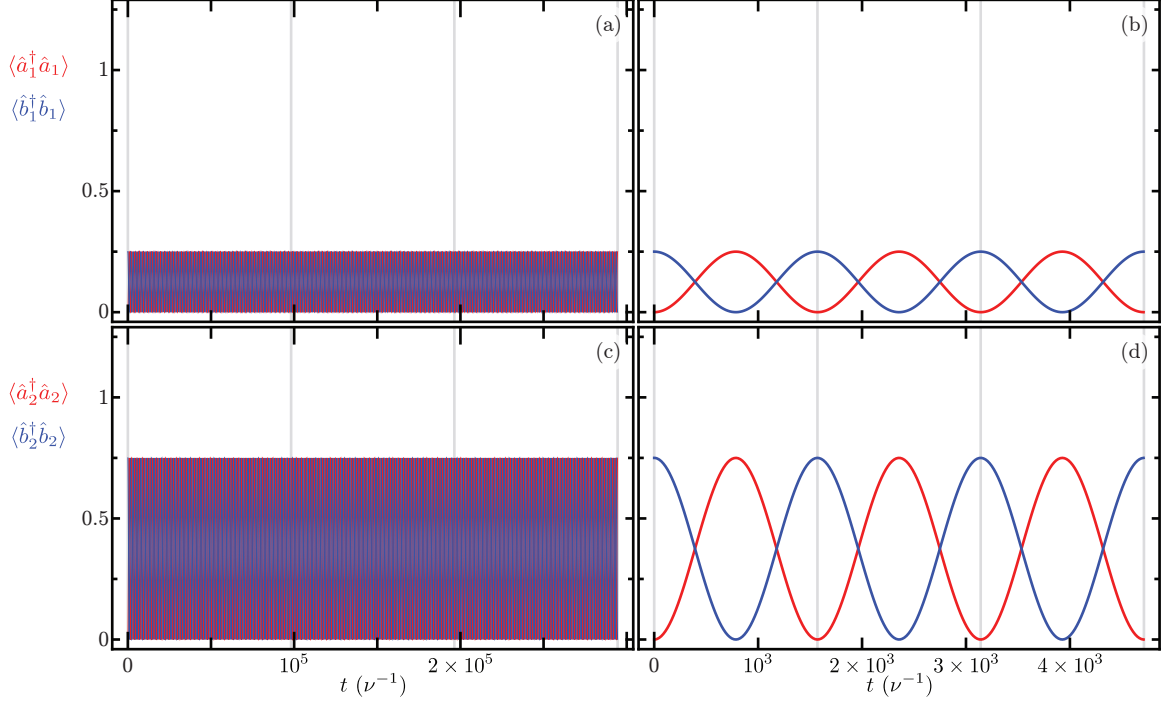 (a)
(b)
⟨â₁†â₁⟩
⟨b̂₁†b̂₁⟩
1
0.5
0
(c)
(d)
⟨â₂†â₂⟩
⟨b̂₂†b̂₂⟩
1
0.5
0
0 10⁵ 2 × 10⁵
0 10³ 2 × 10³ 3 × 10³ 4 × 10³
t (ν⁻¹)
t (ν⁻¹)